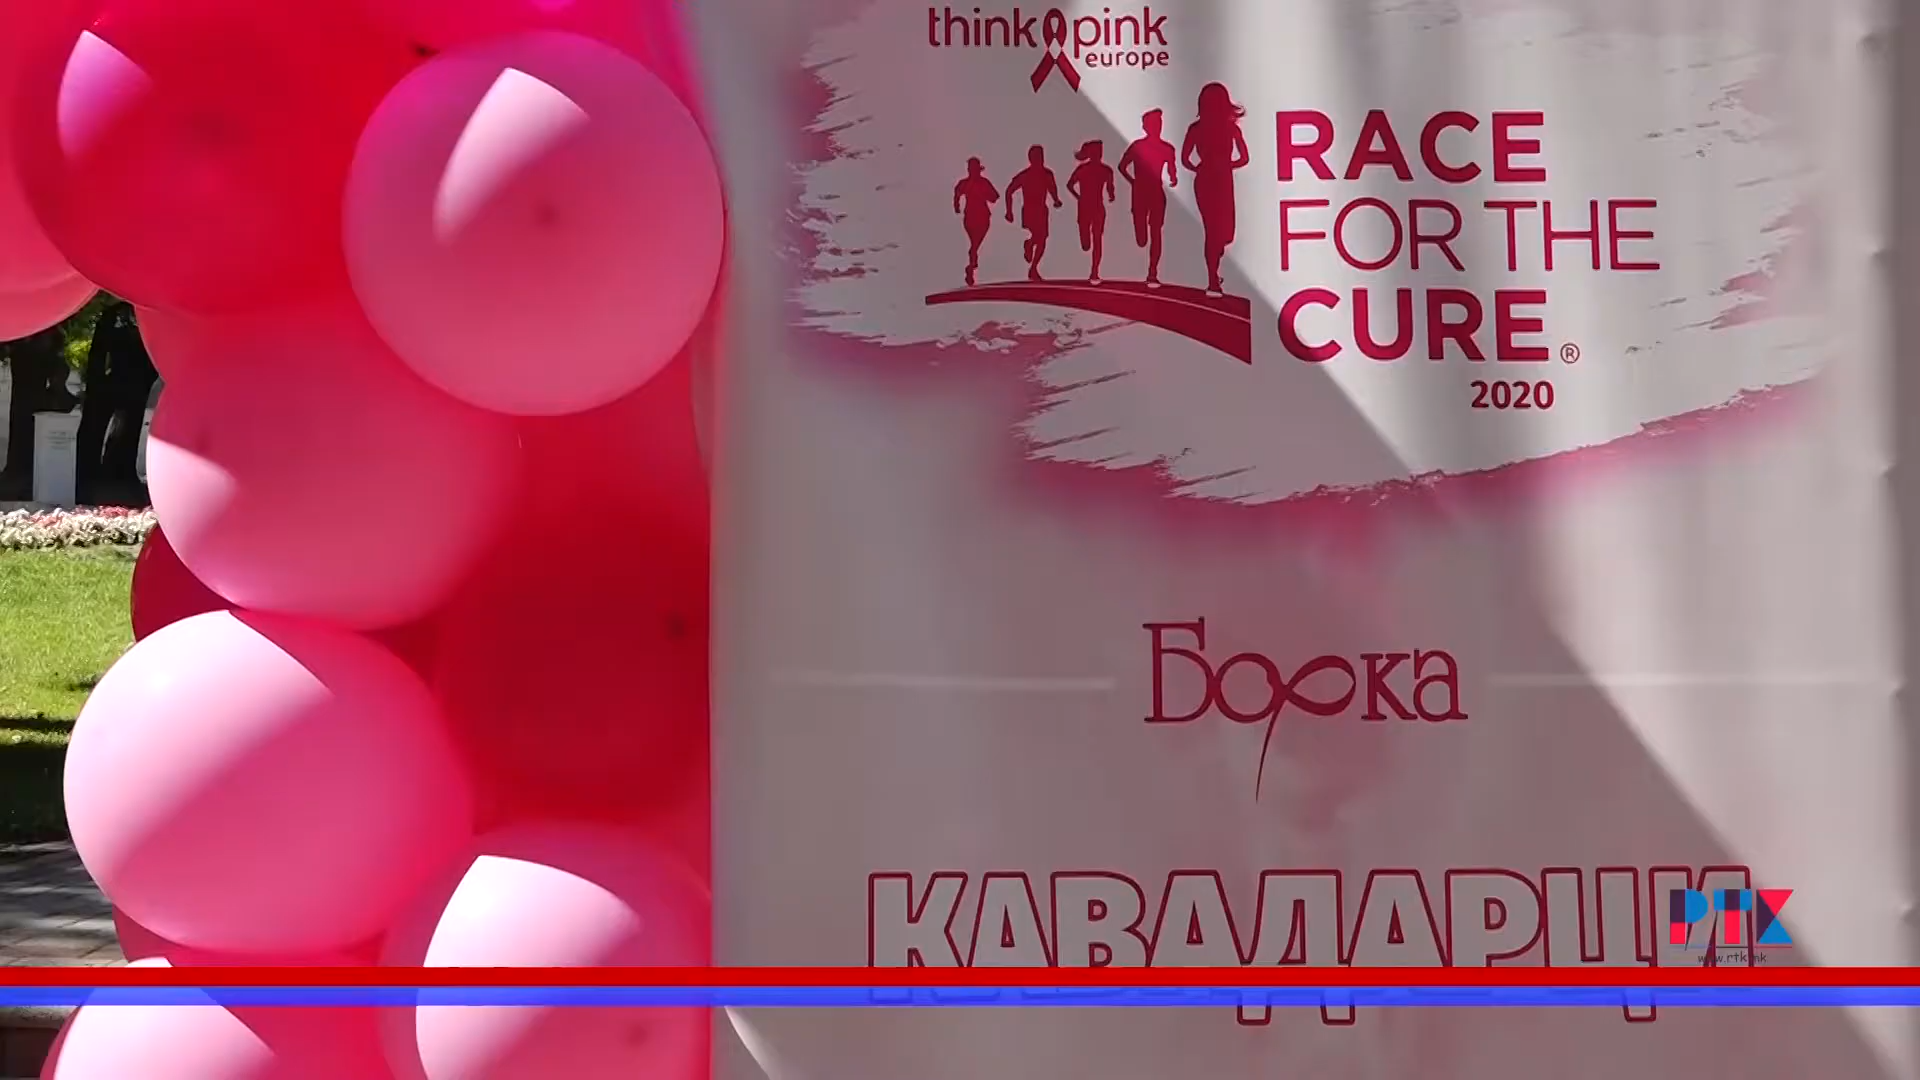 think pink
europe
RACE
FOR THE
CURE®
2020
Борка
КАВАДАРЦИ
РТК
www.rtk.mk